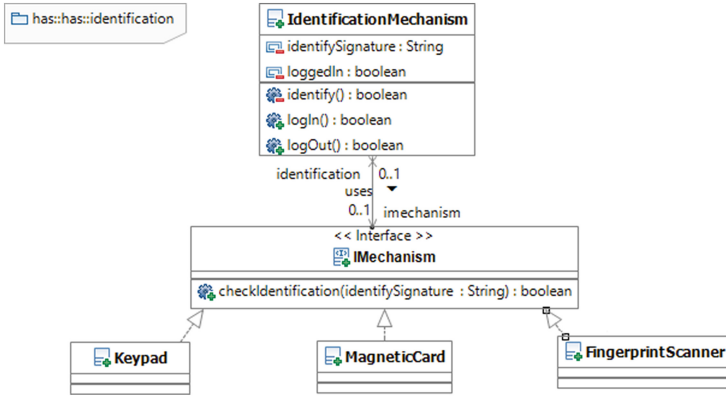 has::has::identification
IdentificationMechanism
identifySignature : String
loggedIn : boolean
identify() : boolean
logIn() : boolean
logOut() : boolean
identification 0..1
uses
0..1 imechanism
<< Interface >>
IMechanism
checkIdentification(identifySignature : String) : boolean
Keypad
MagneticCard
FingerprintScanner